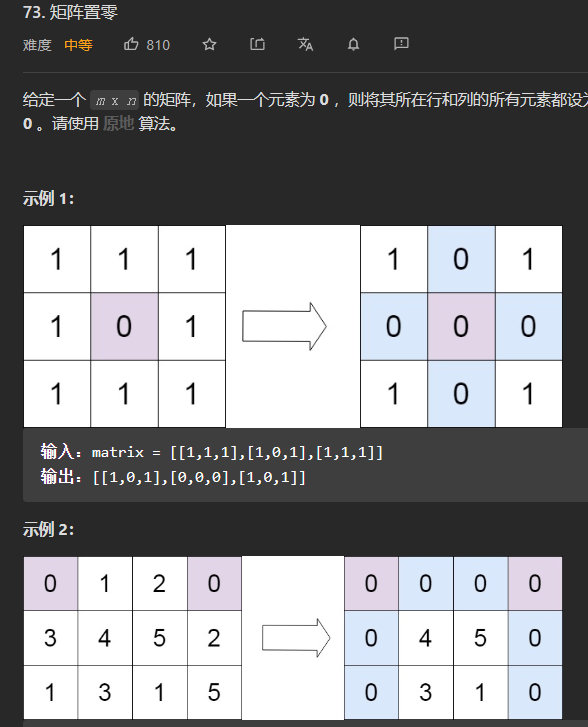 73. 矩阵置零
难度 中等 810
给定一个 m x n 的矩阵，如果一个元素为 0 ，则将其所在行和列的所有元素都设为
0 。请使用 原地 算法。
示例 1：
1 1 1 1 0 1
1 0 1 0 0 0
1 1 1 1 0 1
输入：matrix = [[1,1,1],[1,0,1],[1,1,1]]
输出：[[1,0,1],[0,0,0],[1,0,1]]
示例 2：
0 1 2 0 0 0 0 0
3 4 5 2 0 4 5 0
1 3 1 5 0 3 1 0